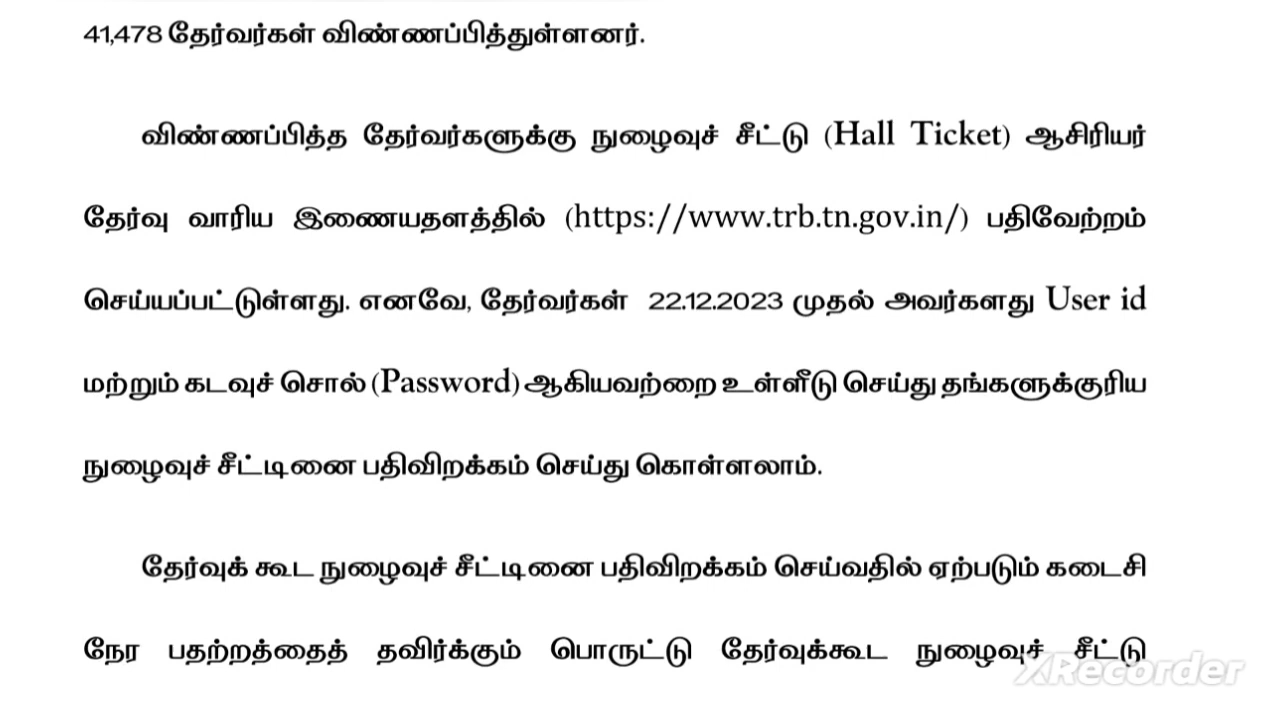 41,478 தேர்வர்கள் விண்ணப்பித்துள்ளனர்.
விண்ணப்பித்த தேர்வர்களுக்கு நுழைவுச் சீட்டு (Hall Ticket) ஆசிரியர்
தேர்வு வாரிய இணையதளத்தில் (https://www.trb.tn.gov.in/) பதிவேற்றம்
செய்யப்பட்டுள்ளது. எனவே, தேர்வர்கள் 22.12.2023 முதல் அவர்களது User id
மற்றும் கடவுச் சொல் (Password) ஆகியவற்றை உள்ளீடு செய்து தங்களுக்குரிய
நுழைவுச் சீட்டினை பதிவிறக்கம் செய்து கொள்ளலாம்.
தேர்வுக் கூட நுழைவுச் சீட்டினை பதிவிறக்கம் செய்வதில் ஏற்படும் கடைசி
நேர பதற்றத்தைத் தவிர்க்கும் பொருட்டு தேர்வுக்கூட நுழைவுச் சீட்டு
XRecorder